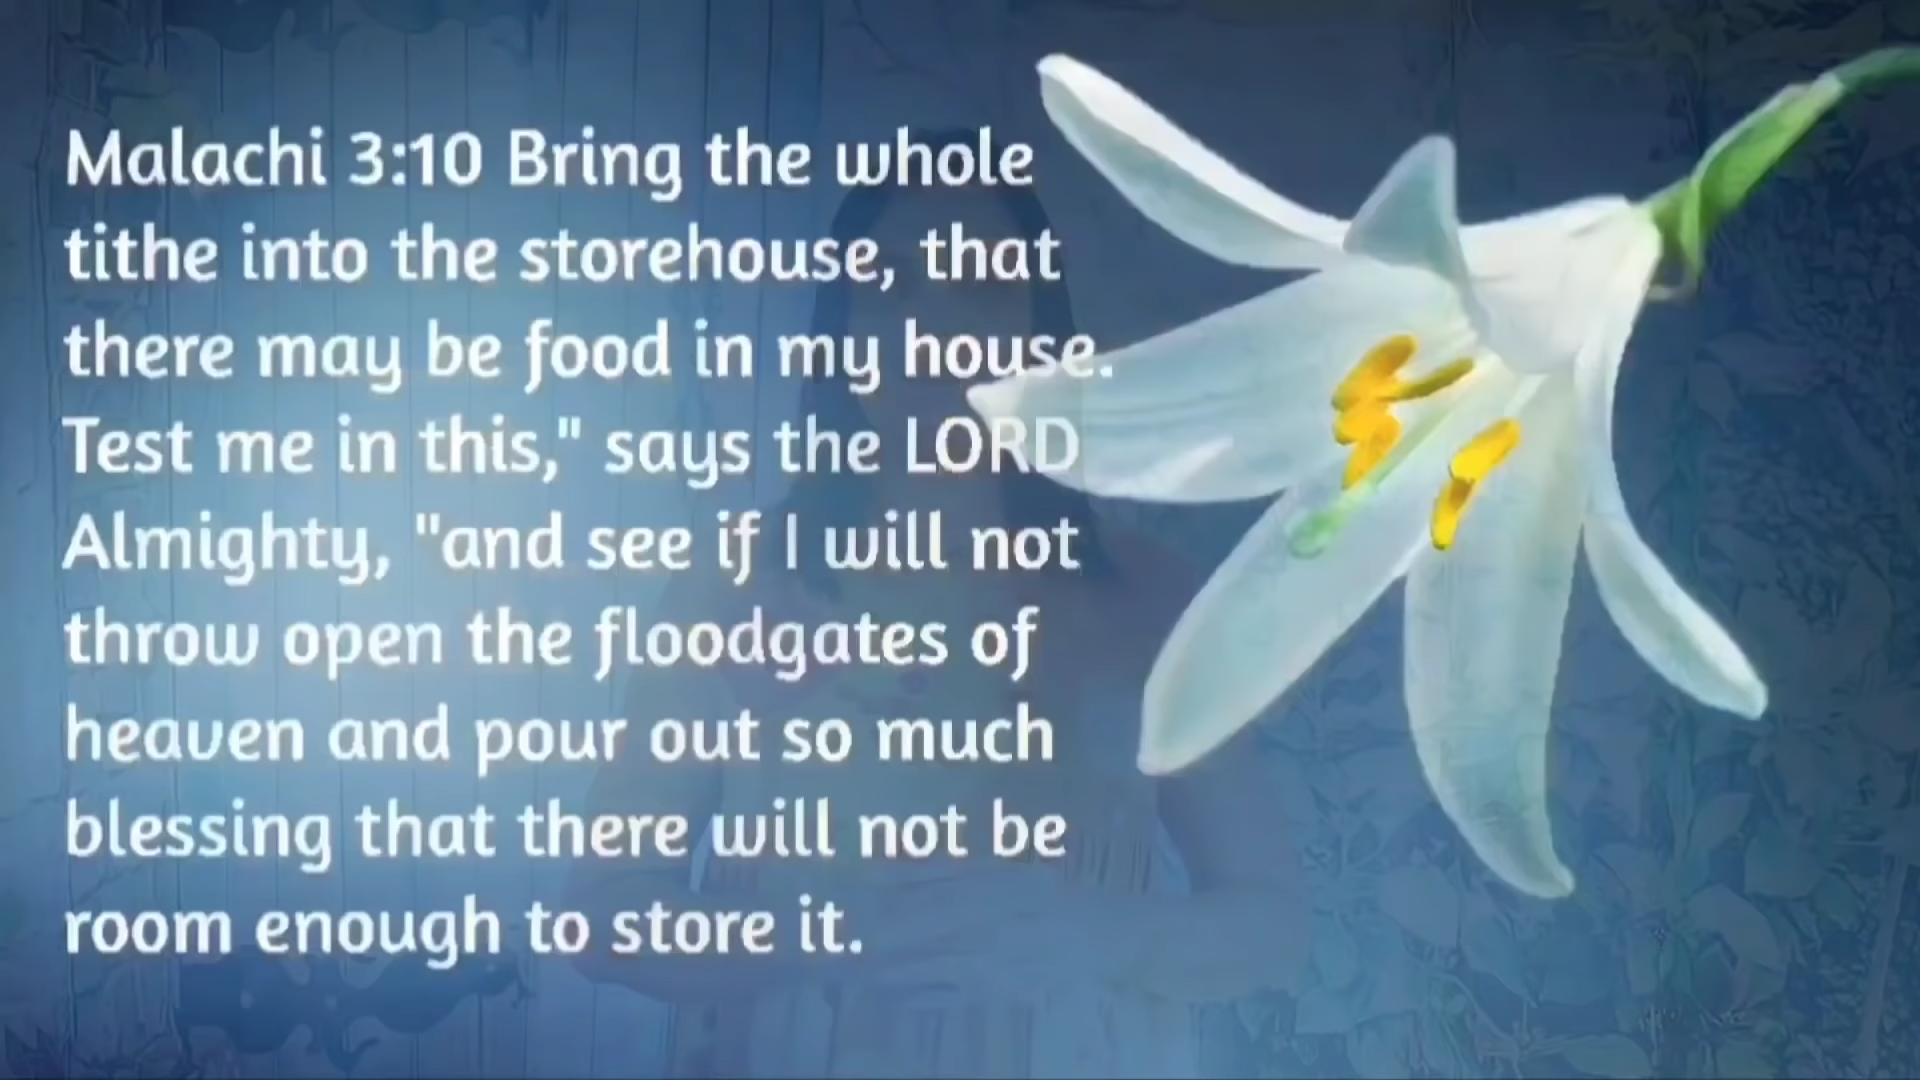 Malachi 3:10 Bring the whole
tithe into the storehouse, that
there may be food in my house.
Test me in this," says the LORD
Almighty, "and see if I will not
throw open the floodgates of
heaven and pour out so much
blessing that there will not be
room enough to store it.